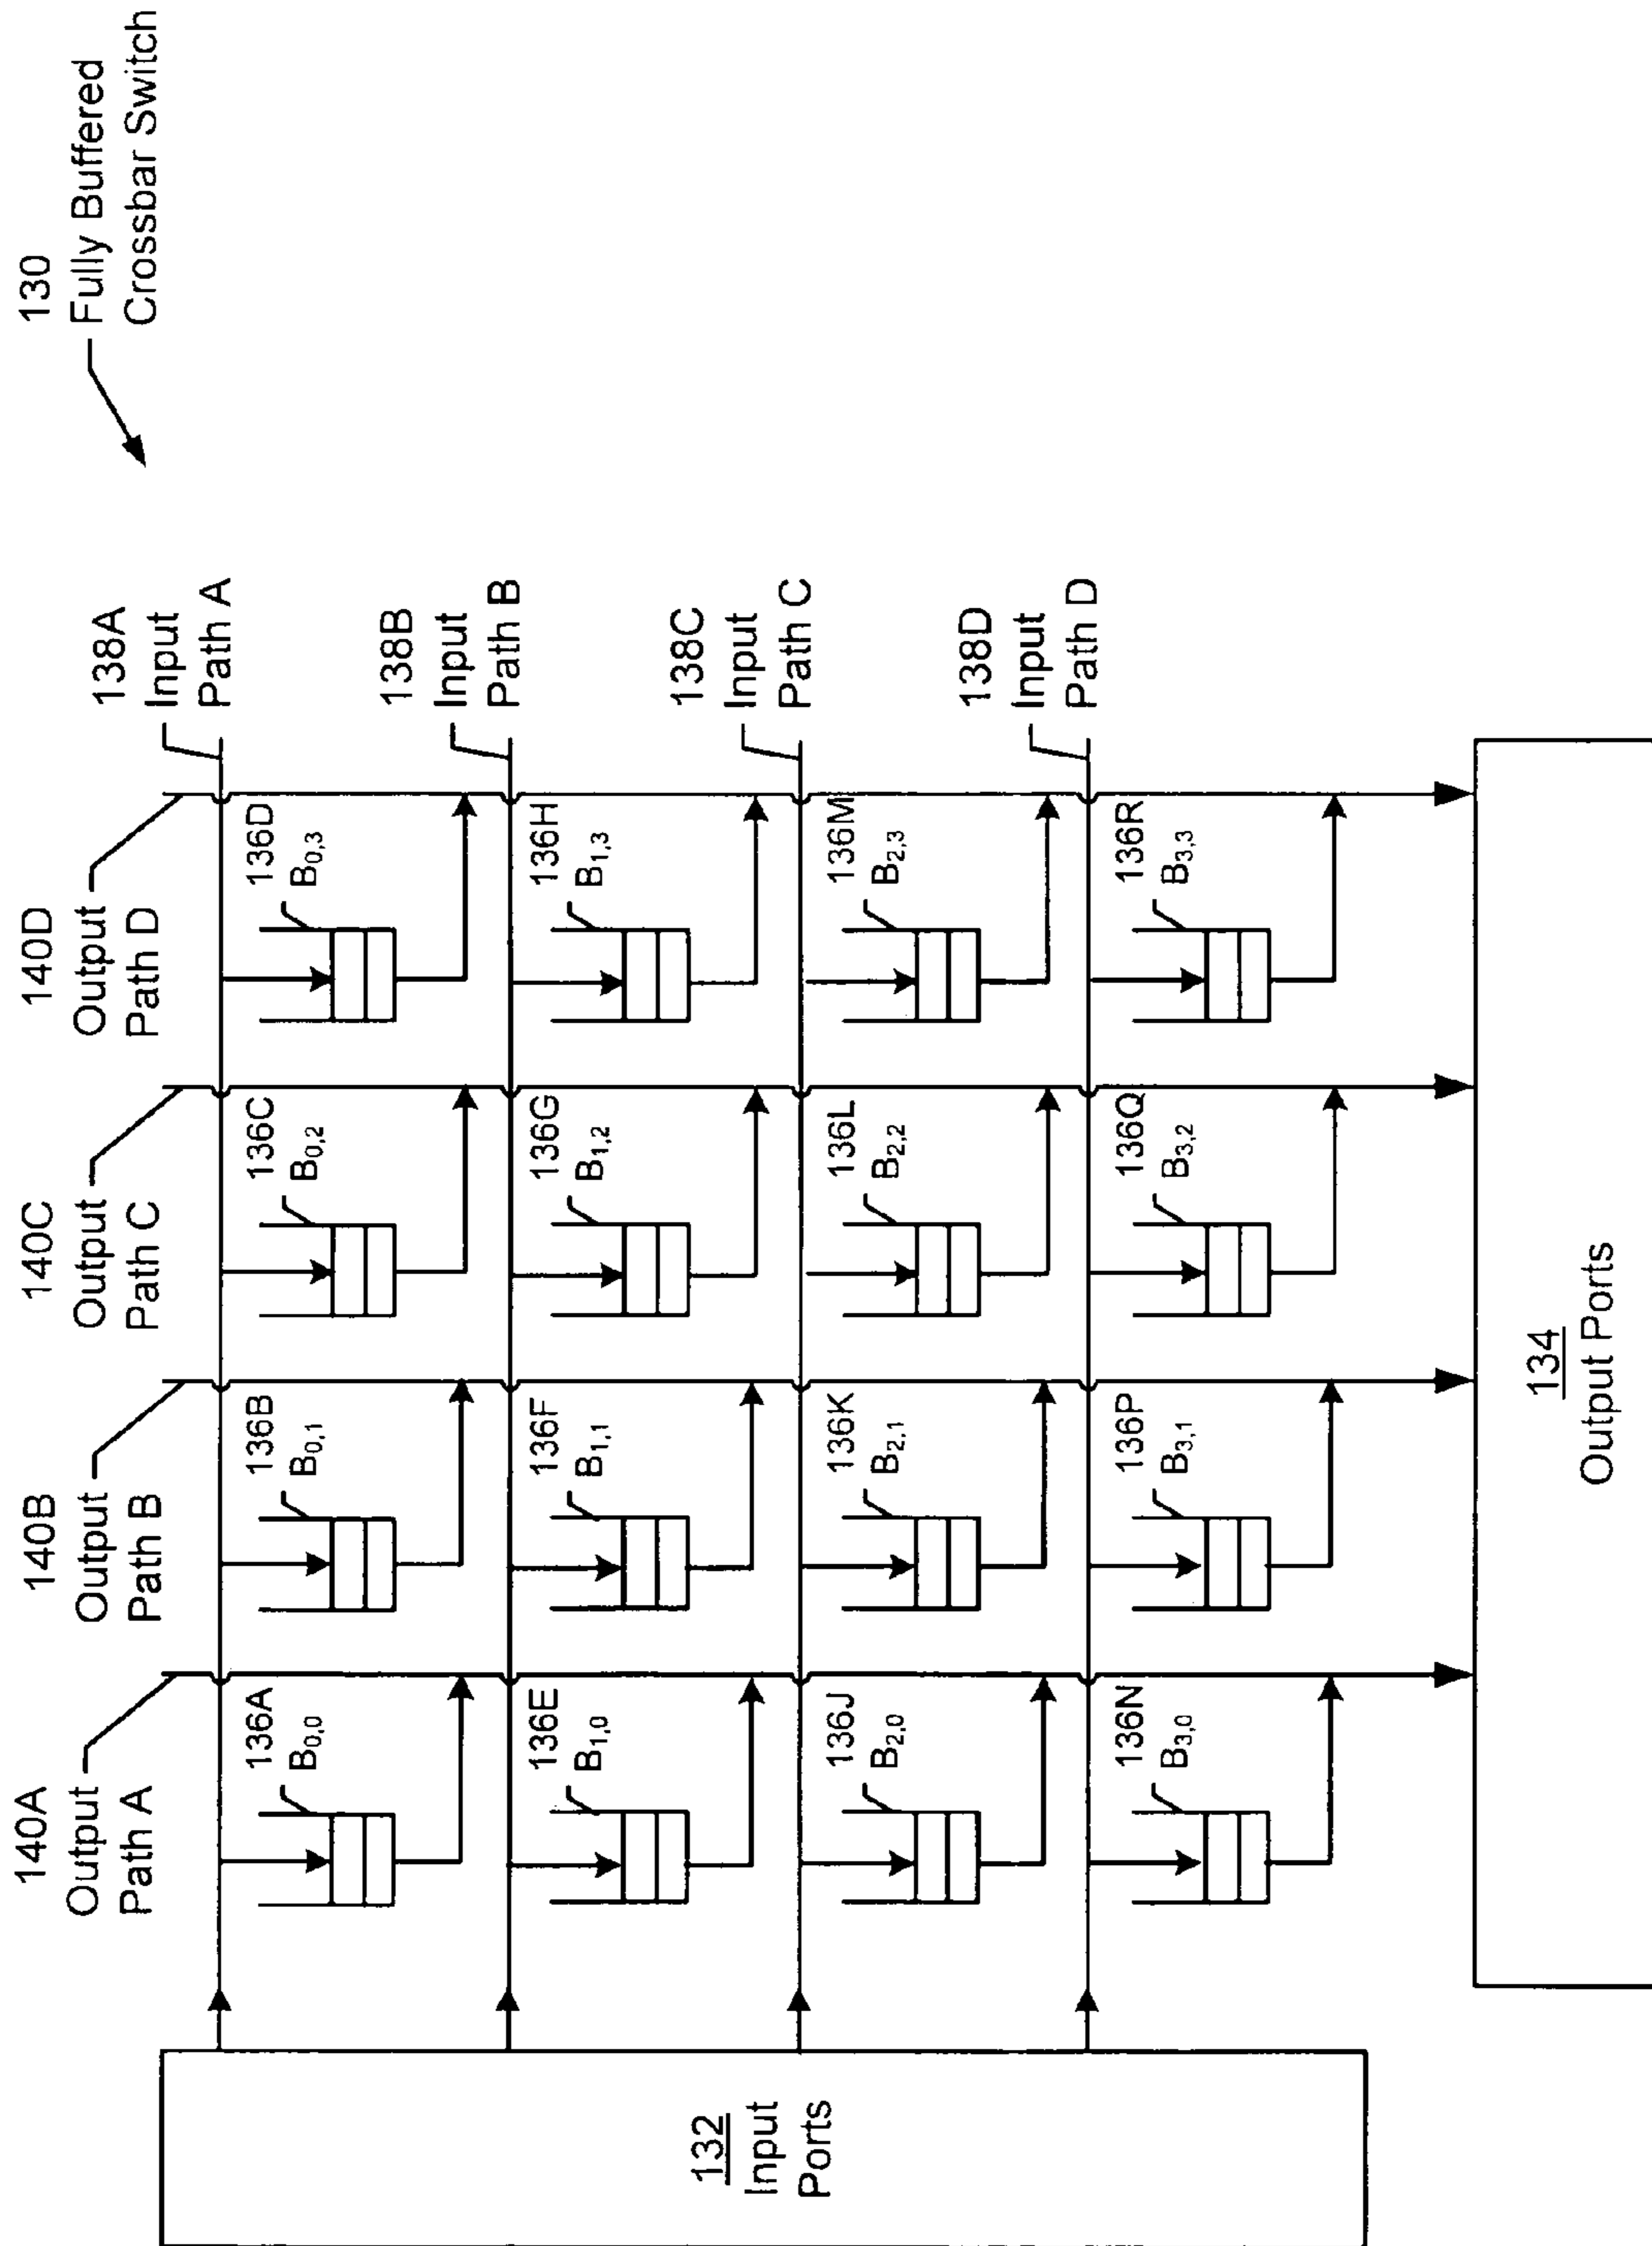 130
Fully Buffered
Crossbar Switch
140A
Output
Path A
140B
Output
Path B
140C
Output
Path C
140D
Output
Path D
138A
Input
Path A
136A
B0,0
136B
B0,1
136C
B0,2
136D
B0,3
138B
Input
Path B
136E
B1,0
136F
B1,1
136G
B1,2
136H
B1,3
138C
Input
Path C
136J
B2,0
136K
B2,1
136L
B2,2
136M
B2,3
138D
Input
Path D
136N
B3,0
136P
B3,1
136Q
B3,2
136R
B3,3
132
Input
Ports
134
Output Ports